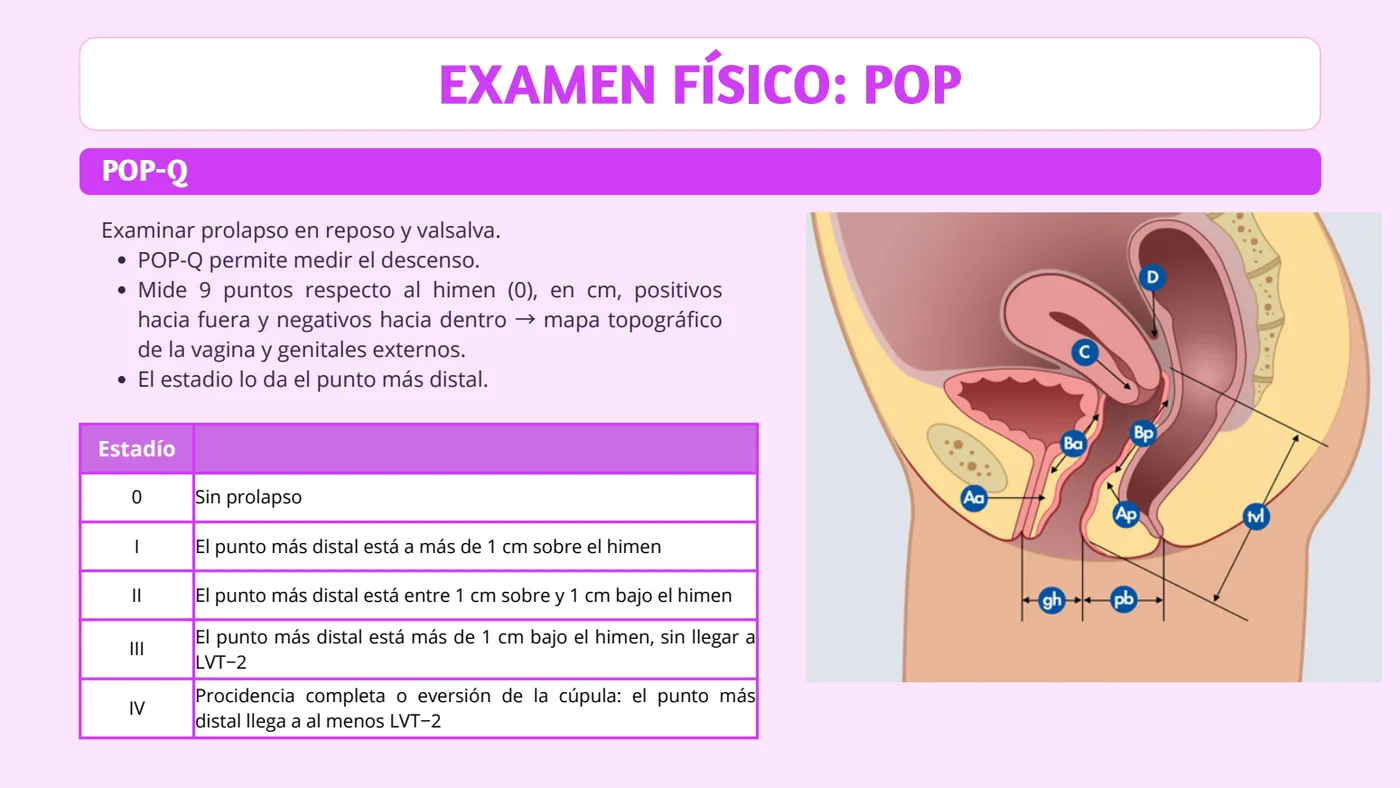 EXAMEN FÍSICO: POP
POP-Q
Examinar prolapso en reposo y valsalva.
• POP-Q permite medir el descenso.
• Mide 9 puntos respecto al himen (0), en cm, positivos
hacia fuera y negativos hacia dentro → mapa topográfico
de la vagina y genitales externos.
• El estadio lo da el punto más distal.
Estadío
0 Sin prolapso
I El punto más distal está a más de 1 cm sobre el himen
II El punto más distal está entre 1 cm sobre y 1 cm bajo el himen
III El punto más distal está más de 1 cm bajo el himen, sin llegar a
LVT−2
IV Procidencia completa o eversión de la cúpula: el punto más
distal llega a al menos LVT−2
D
C
Ba
Bp
Aa
Ap
tvl
gh
pb